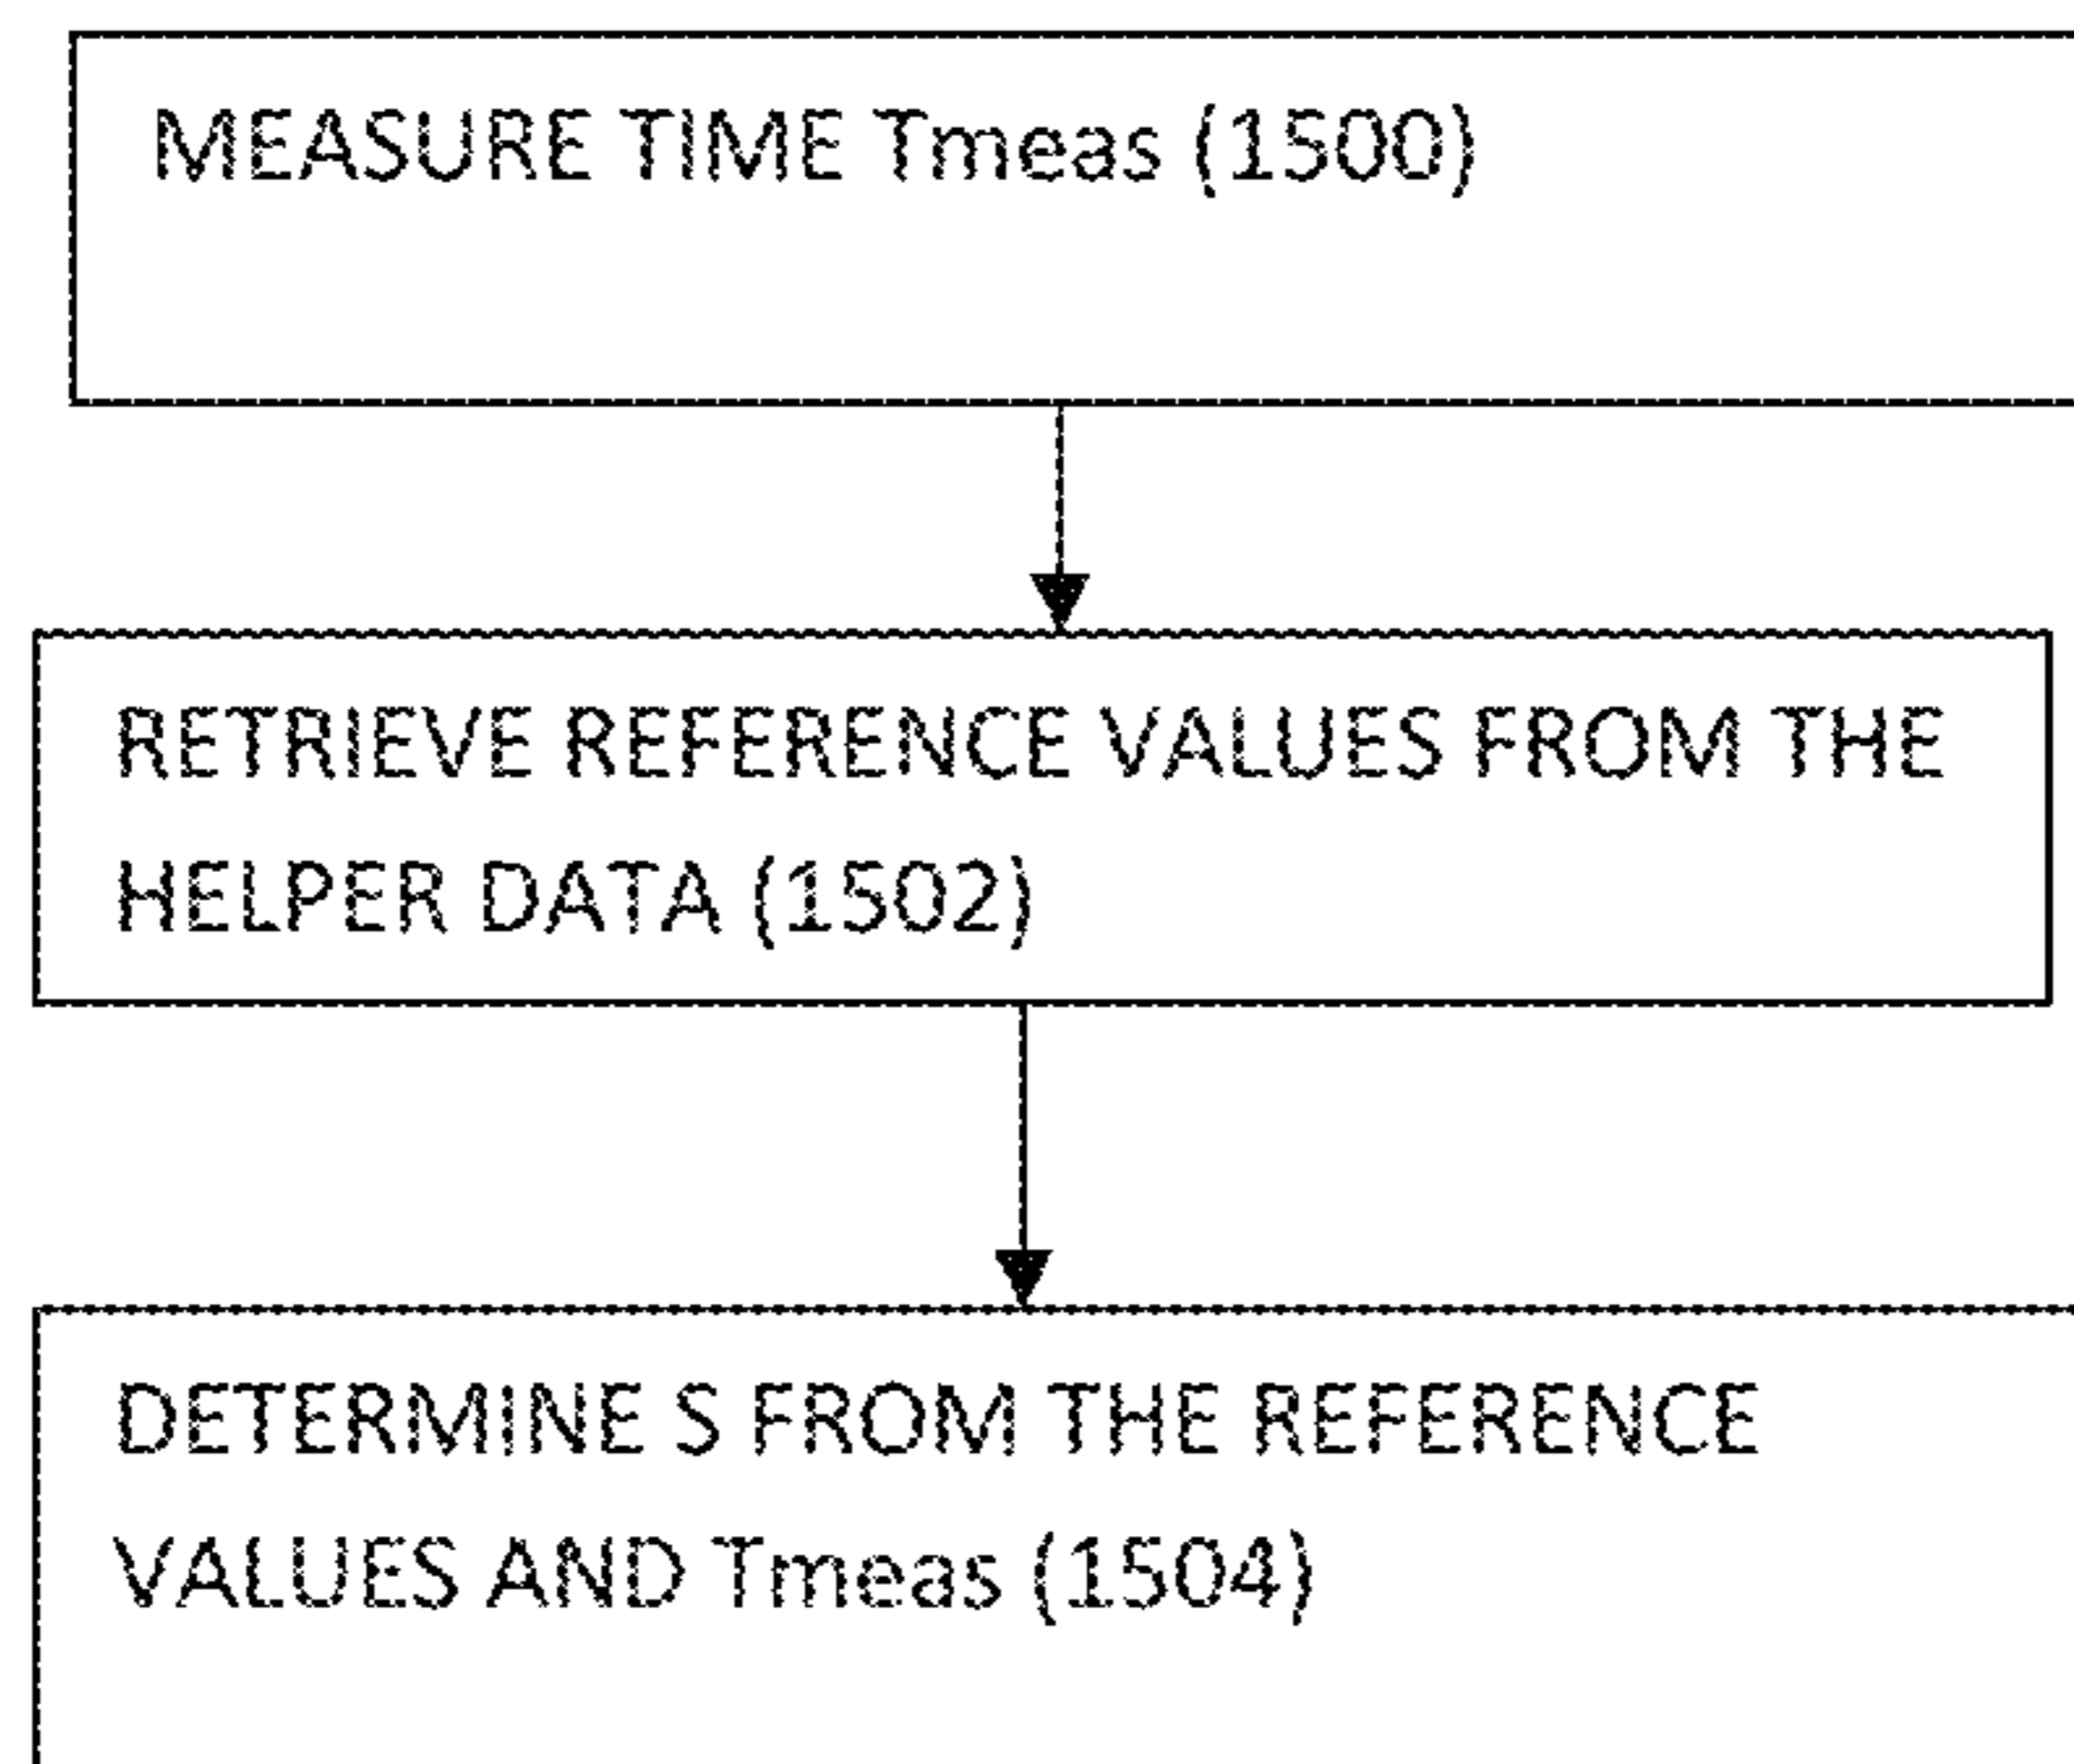 MEASURE TIME Tmeas (1500)
RETRIEVE REFERENCE VALUES FROM THE
HELPER DATA (1502)
DETERMINE S FROM THE REFERENCE
VALUES AND Tmeas (1504)